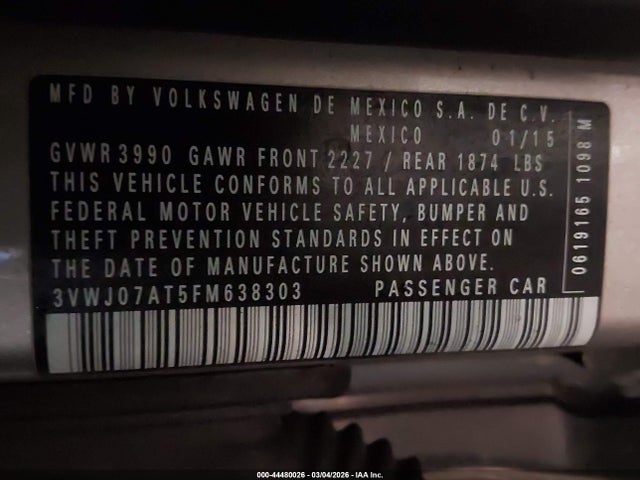 MFD BY VOLKSWAGEN DE MEXICO S.A. DE C.V.
MEXICO 01/15
GVWR 3990 GAWR FRONT 2227 / REAR 1874 LBS
THIS VEHICLE CONFORMS TO ALL APPLICABLE U.S.
FEDERAL MOTOR VEHICLE SAFETY, BUMPER AND
THEFT PREVENTION STANDARDS IN EFFECT ON
THE DATE OF MANUFACTURE SHOWN ABOVE.
3VWJ07AT5FM638303 PASSENGER CAR
0619165 1098 M
000-44480026 - 03/04/2026 - IAA Inc.